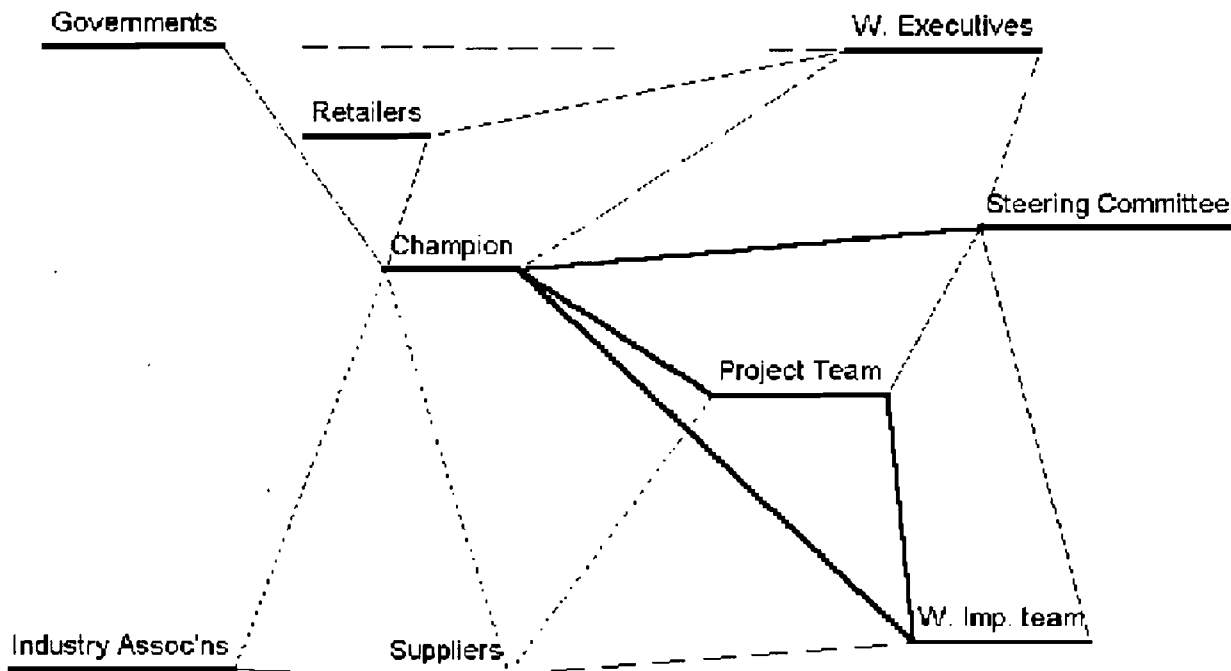 Governments
W. Executives
Retailers
Steering Committee
Champion
Project Team
W. Imp. team
Industry Assoc'ns
Suppliers